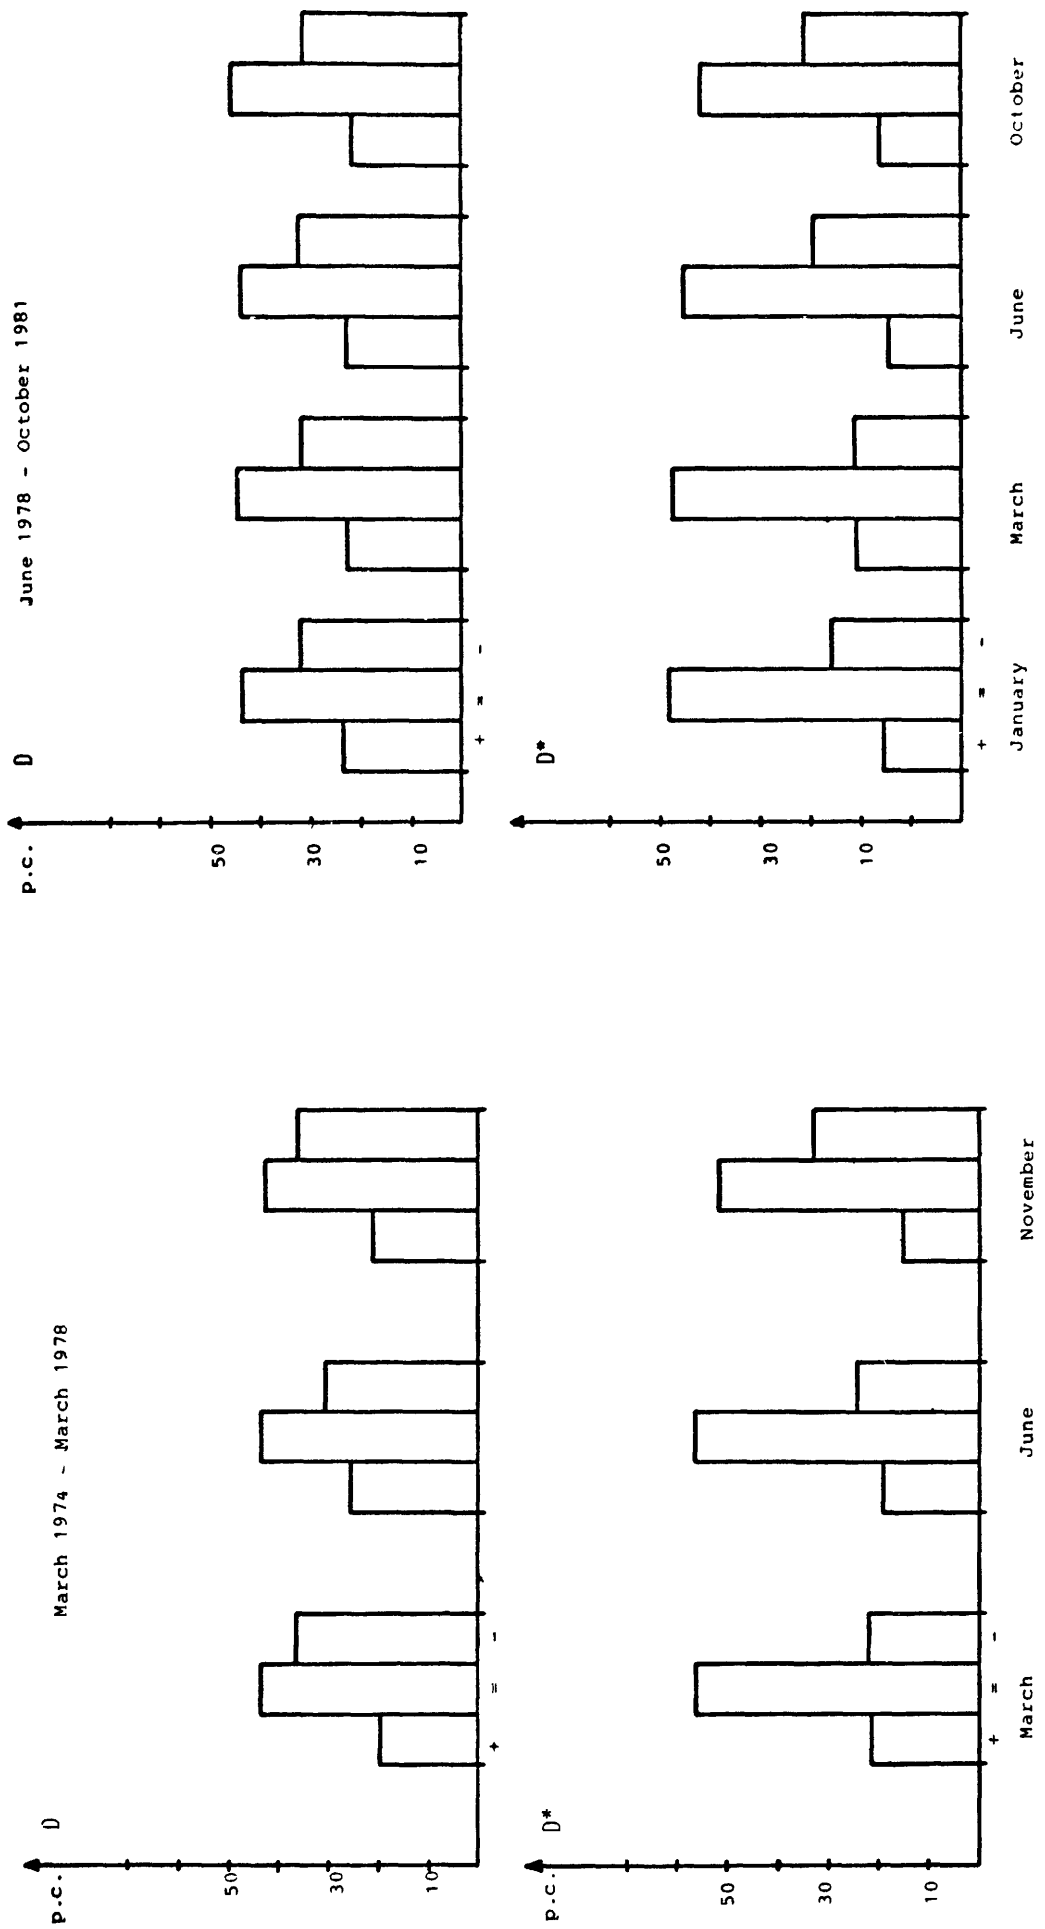 March 1974 - March 1978
D
p.c.
50
30
10
+ = -
D*
p.c.
50
30
10
+ = -
March June November
June 1978 - October 1981
D
p.c.
50
30
10
+ = -
D*
50
30
10
+ = -
January March June October